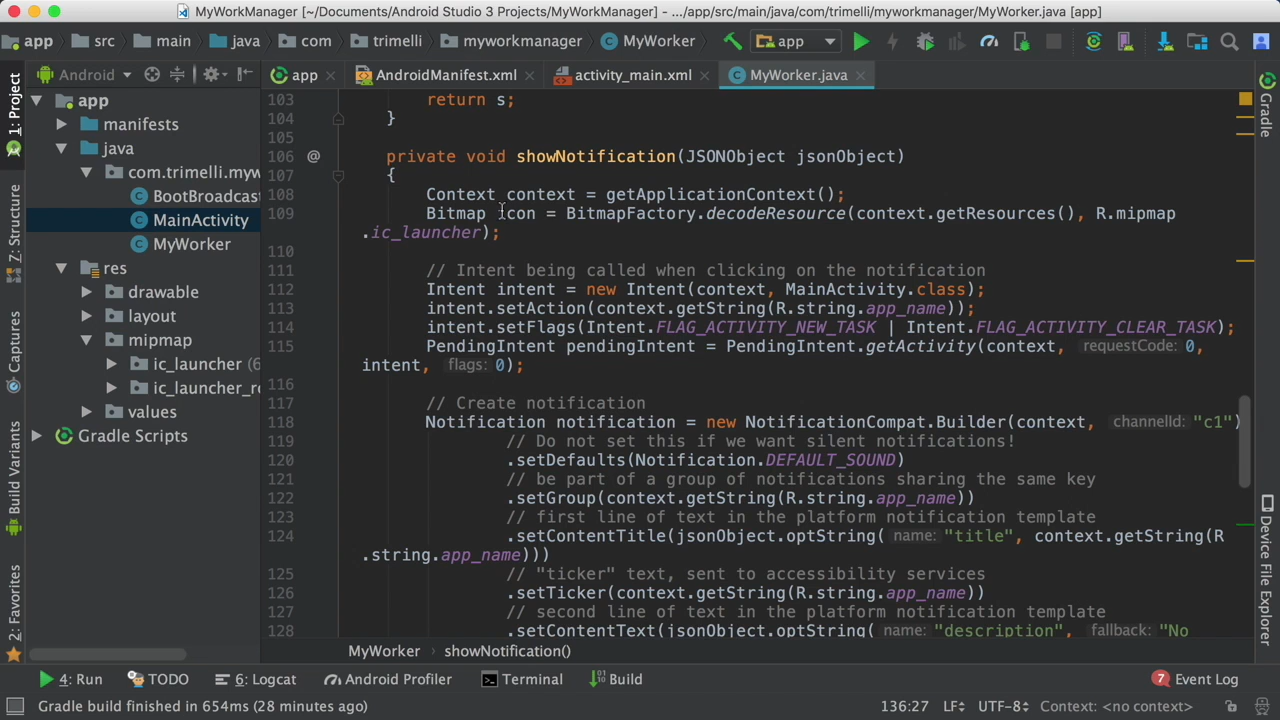 MyWorkManager [~/Documents/Android Studio 3 Projects/MyWorkManager] - .../app/src/main/java/com/trimelli/myworkmanager/MyWorker.java [app]
app src main java com trimelli myworkmanager MyWorker app
Android app AndroidManifest.xml activity_main.xml MyWorker.java
1: Project
7: Structure
Captures
Build Variants
2: Favorites
app
manifests
java
com.trimelli.myw
BootBroadcas
MainActivity
MyWorker
res
drawable
layout
mipmap
ic_launcher (6
ic_launcher_ro
values
Gradle Scripts
103 return s;
104 }
105
106 @ private void showNotification(JSONObject jsonObject)
107 {
108 Context context = getApplicationContext();
109 Bitmap icon = BitmapFactory.decodeResource(context.getResources(), R.mipmap
.ic_launcher);
110
111 // Intent being called when clicking on the notification
112 Intent intent = new Intent(context, MainActivity.class);
113 intent.setAction(context.getString(R.string.app_name));
114 intent.setFlags(Intent.FLAG_ACTIVITY_NEW_TASK | Intent.FLAG_ACTIVITY_CLEAR_TASK);
115 PendingIntent pendingIntent = PendingIntent.getActivity(context, requestCode: 0,
intent, flags: 0);
116
117 // Create notification
118 Notification notification = new NotificationCompat.Builder(context, channelId: "c1")
119 // Do not set this if we want silent notifications!
120 .setDefaults(Notification.DEFAULT_SOUND)
121 // be part of a group of notifications sharing the same key
122 .setGroup(context.getString(R.string.app_name))
123 // first line of text in the platform notification template
124 .setContentTitle(jsonObject.optString( name: "title", context.getString(R
.string.app_name)))
125 // "ticker" text, sent to accessibility services
126 .setTicker(context.getString(R.string.app_name))
127 // second line of text in the platform notification template
128 .setContentText(jsonObject.optString( name: "description", fallback: "No
Gradle
Device File Explorer
MyWorker showNotification()
4: Run TODO 6: Logcat Android Profiler Terminal Build 7 Event Log
Gradle build finished in 654ms (28 minutes ago) 136:27 LF UTF-8 Context: <no context>